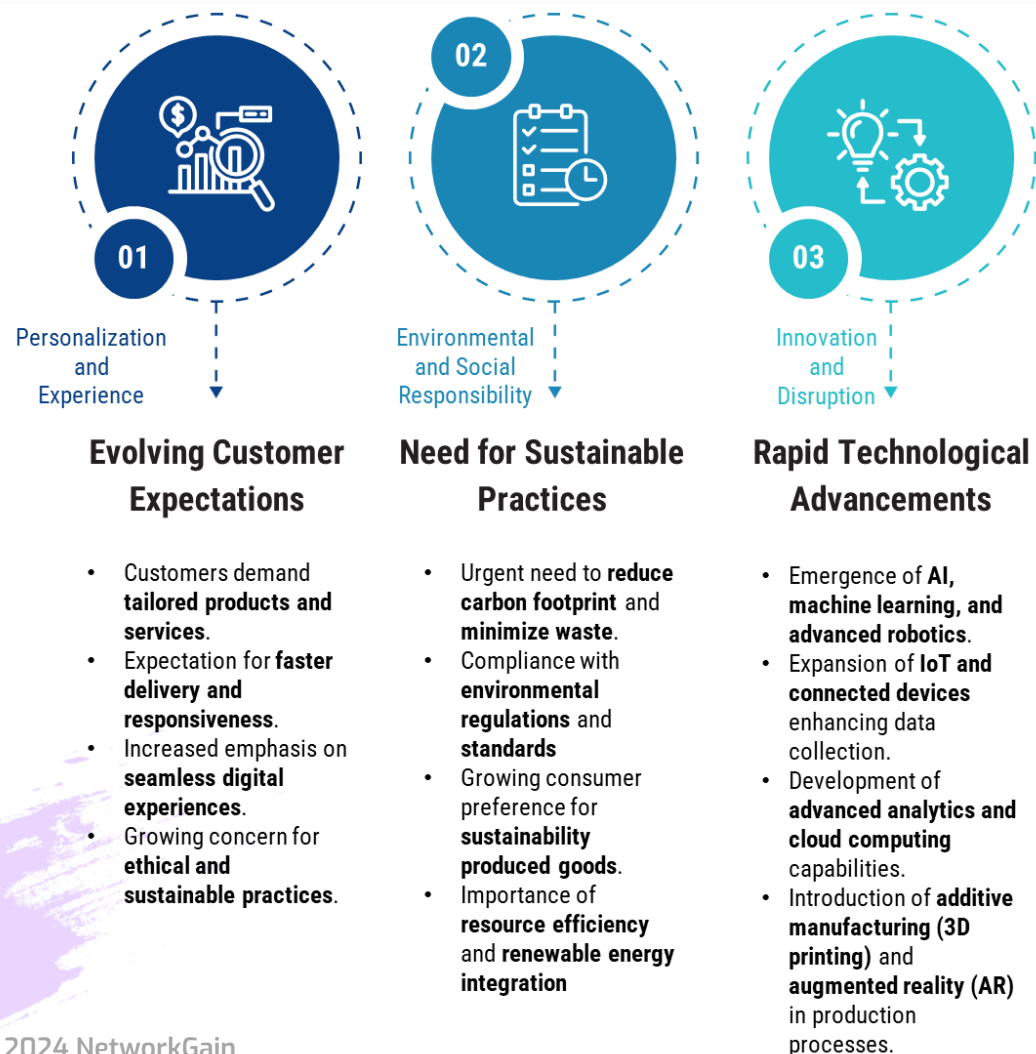 01
Personalization
and
Experience
Evolving Customer
Expectations
• Customers demand
tailored products and
services.
• Expectation for faster
delivery and
responsiveness.
• Increased emphasis on
seamless digital
experiences.
• Growing concern for
ethical and
sustainable practices.
02
Environmental
and Social
Responsibility
Need for Sustainable
Practices
• Urgent need to reduce
carbon footprint and
minimize waste.
• Compliance with
environmental
regulations and
standards
• Growing consumer
preference for
sustainability
produced goods.
• Importance of
resource efficiency
and renewable energy
integration
03
Innovation
and
Disruption
Rapid Technological
Advancements
• Emergence of AI,
machine learning, and
advanced robotics.
• Expansion of IoT and
connected devices
enhancing data
collection.
• Development of
advanced analytics and
cloud computing
capabilities.
• Introduction of additive
manufacturing (3D
printing) and
augmented reality (AR)
in production
processes.
2024 NetworkGain